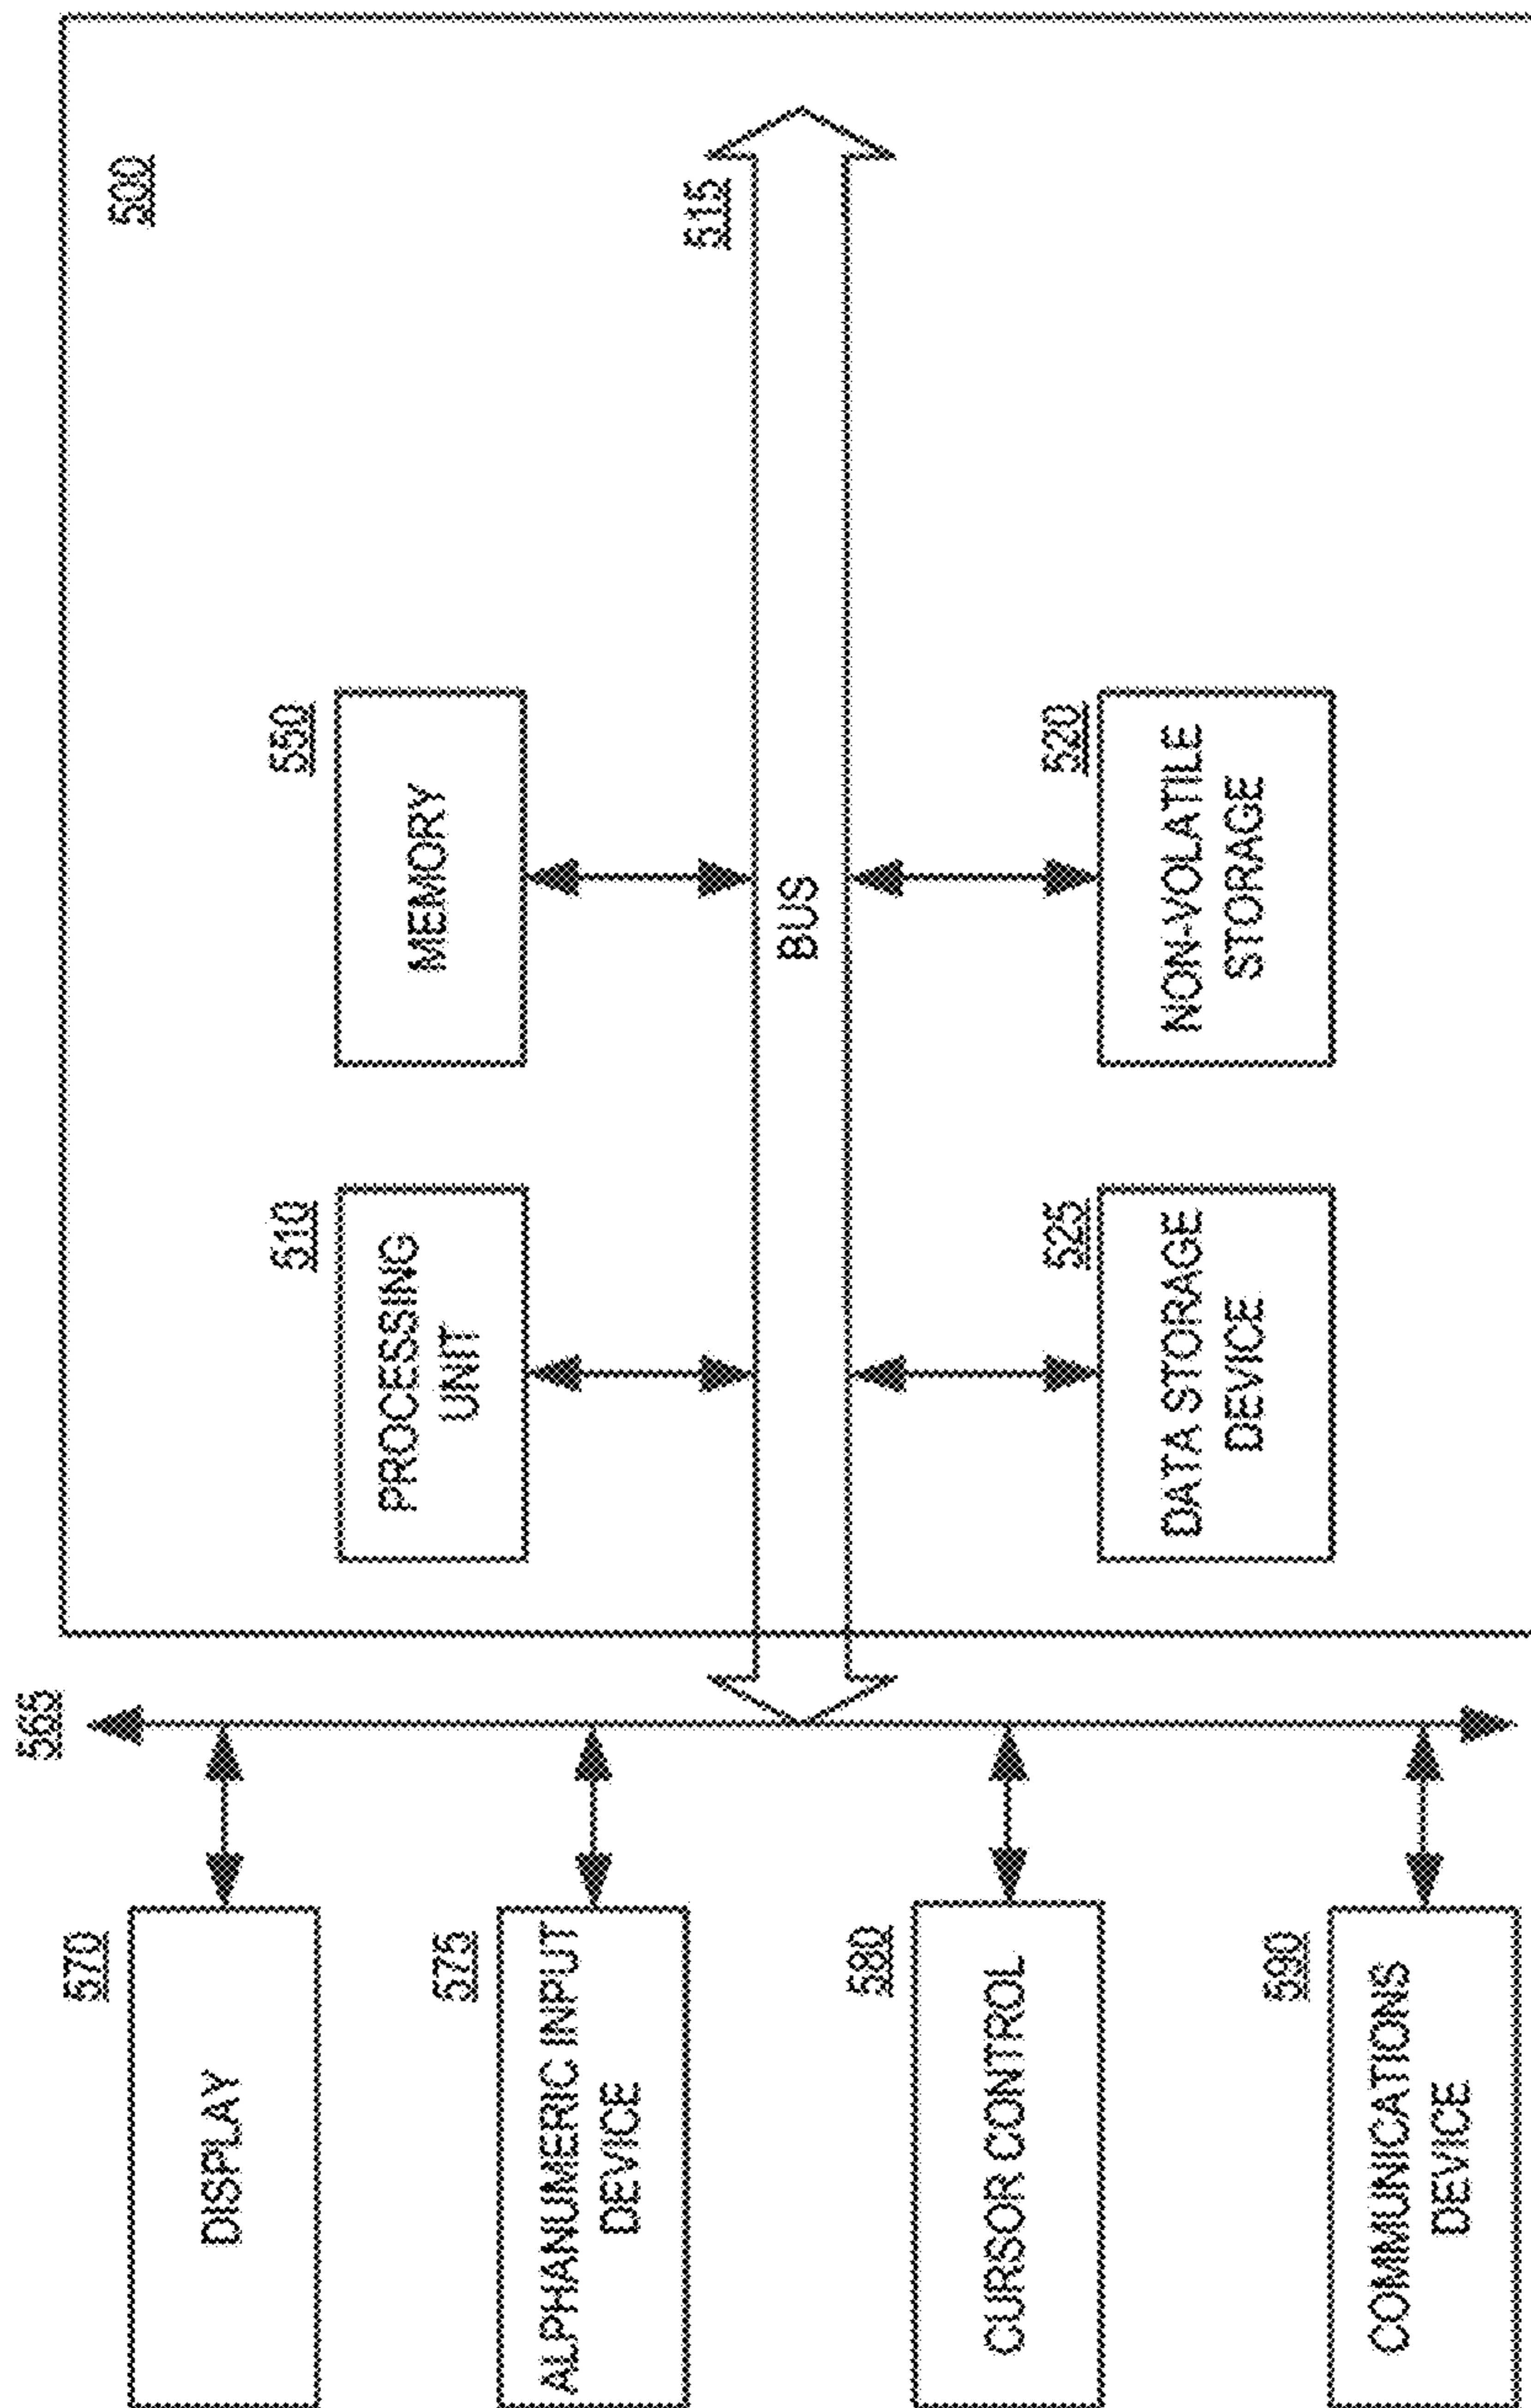 500
515
550
MEMORY
510
PROCESSING
UNIT
BUS
520
NON-VOLATILE
STORAGE
525
DATA STORAGE
DEVICE
565
570
DISPLAY
575
ALPHANUMERIC INPUT
DEVICE
580
CURSOR CONTROL
590
COMMUNICATIONS
DEVICE